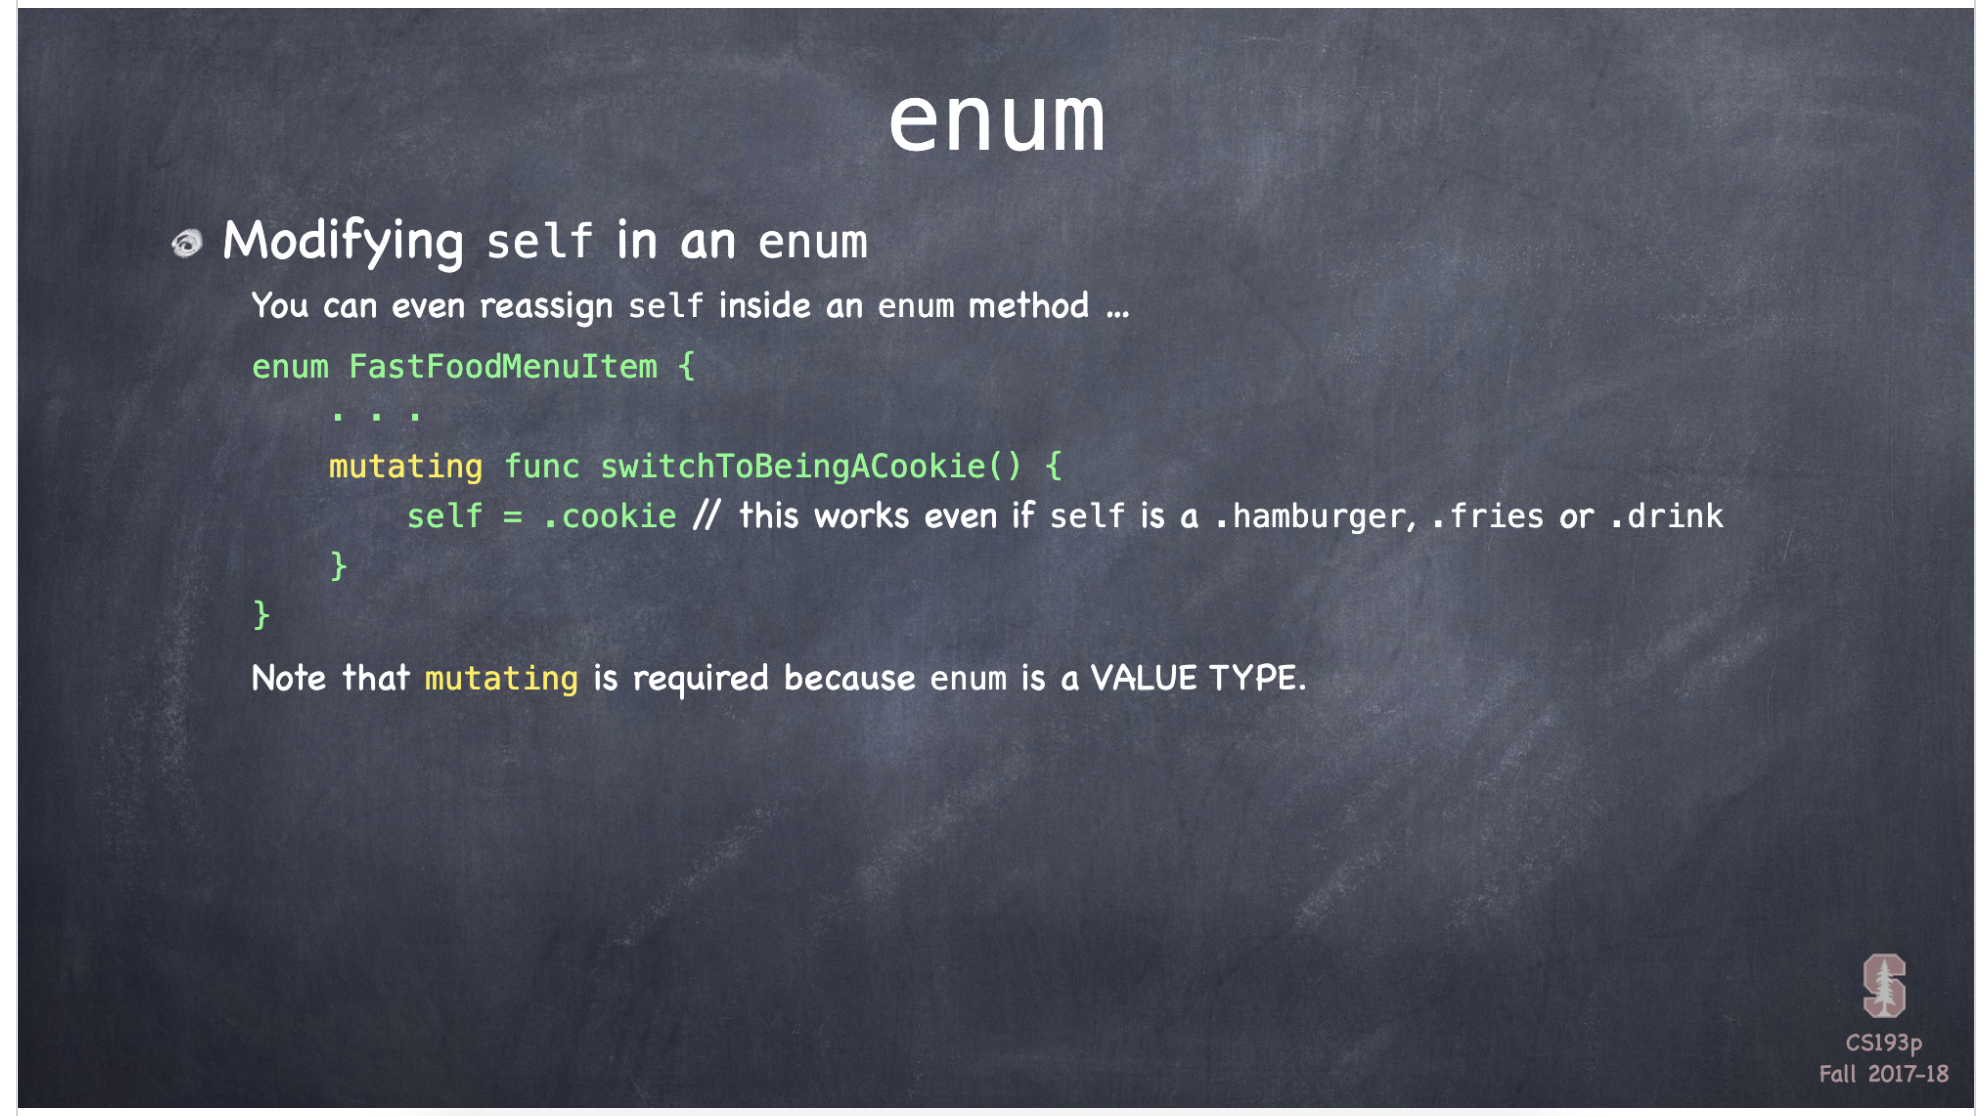 enum
Modifying self in an enum
You can even reassign self inside an enum method ...
enum FastFoodMenuItem {
. . .
mutating func switchToBeingACookie() {
self = .cookie // this works even if self is a .hamburger, .fries or .drink
}
}
Note that mutating is required because enum is a VALUE TYPE.
S
CS193p
Fall 2017-18